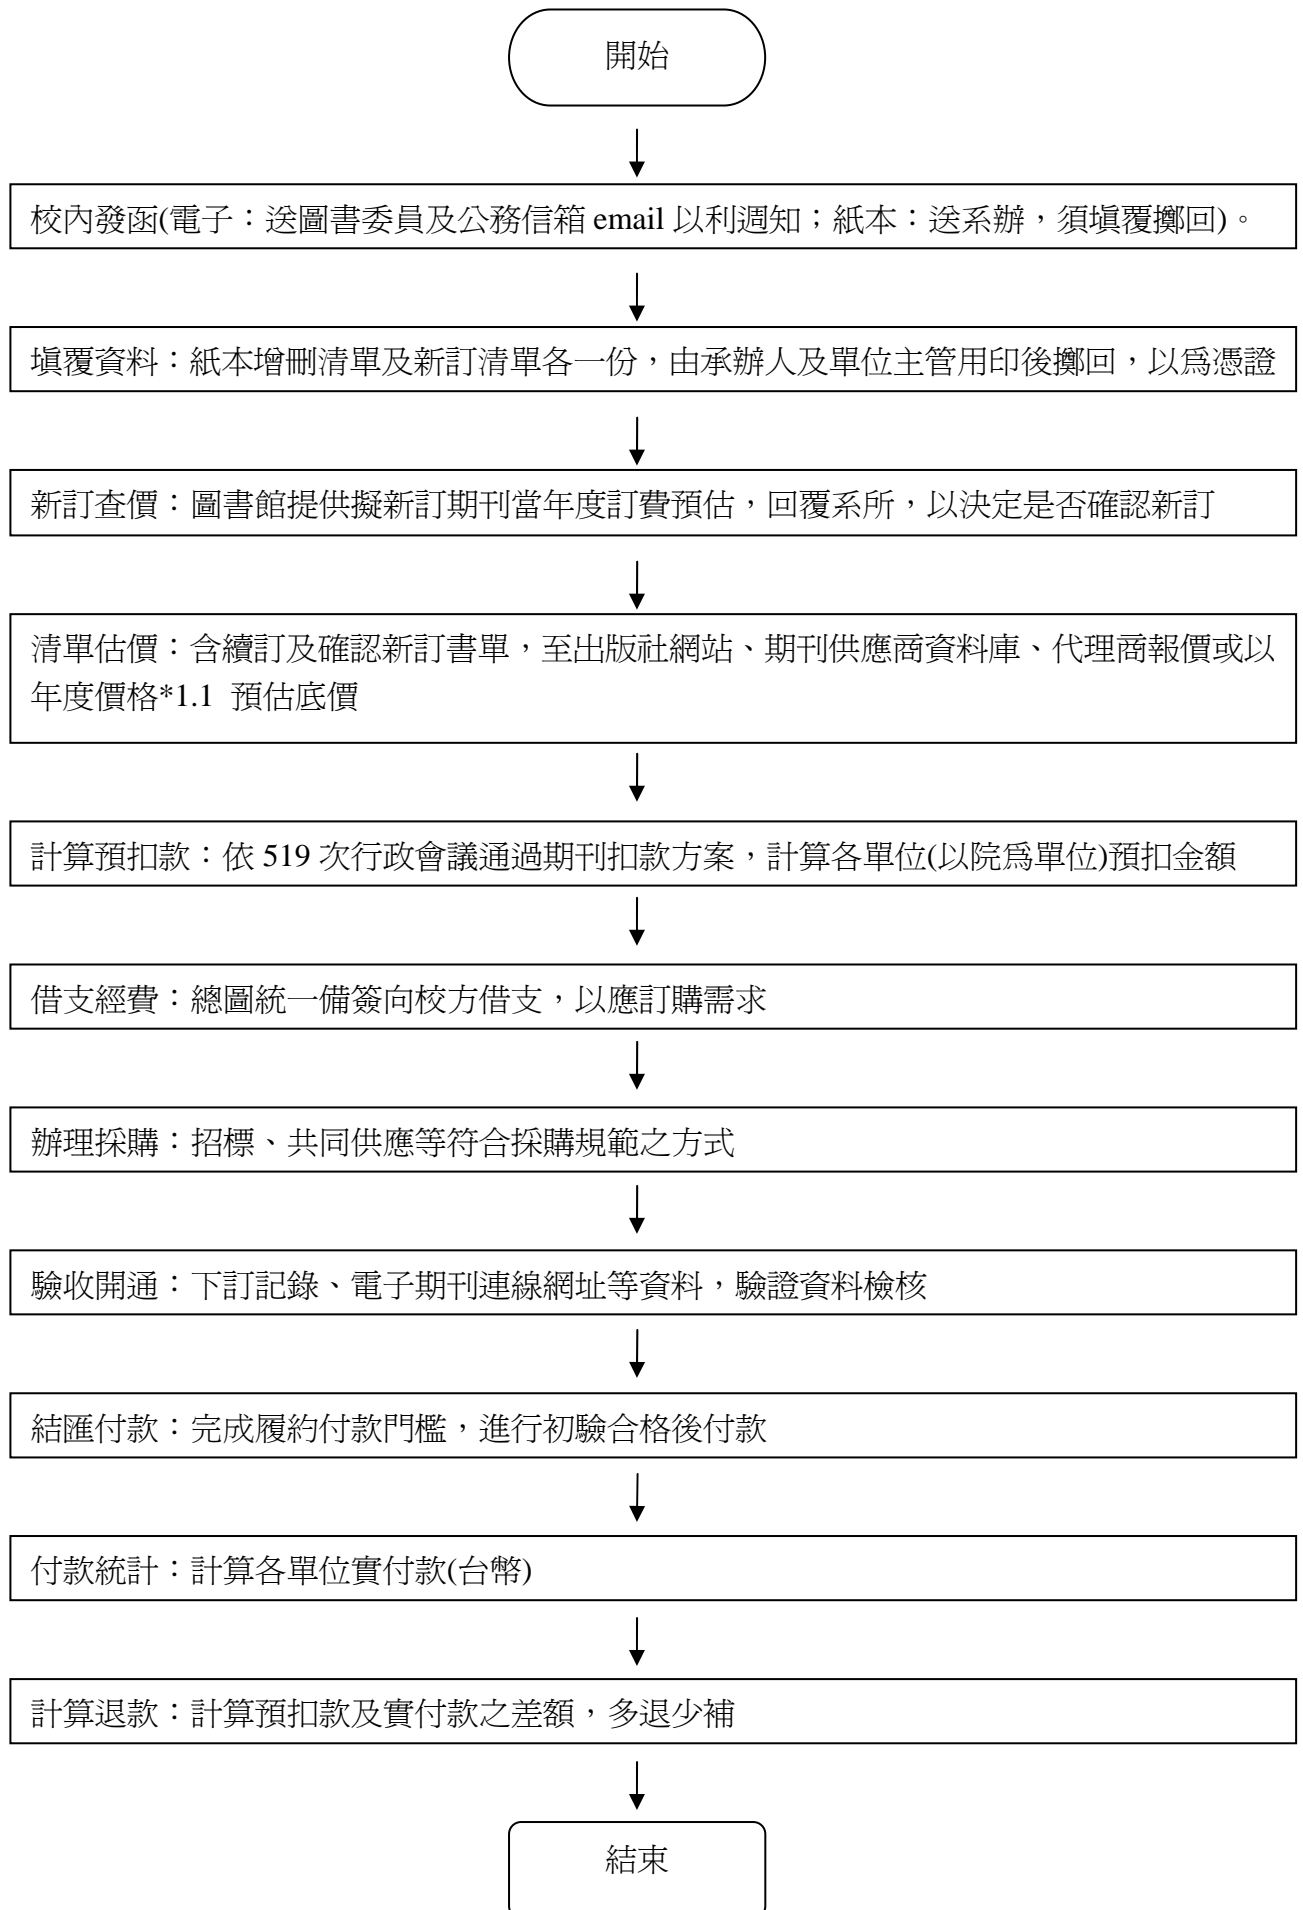 開始
校內發函(電子：送圖書委員及公務信箱 email 以利週知；紙本：送系辦，須填覆擲回)。
填覆資料：紙本增刪清單及新訂清單各一份，由承辦人及單位主管用印後擲回，以為憑證
新訂查價：圖書館提供擬新訂期刊當年度訂費預估，回覆系所，以決定是否確認新訂
清單估價：含續訂及確認新訂書單，至出版社網站、期刊供應商資料庫、代理商報價或以
年度價格*1.1 預估底價
計算預扣款：依 519 次行政會議通過期刊扣款方案，計算各單位(以院為單位)預扣金額
借支經費：總圖統一備簽向校方借支，以應訂購需求
辦理採購：招標、共同供應等符合採購規範之方式
驗收開通：下訂記錄、電子期刊連線網址等資料，驗證資料檢核
結匯付款：完成履約付款門檻，進行初驗合格後付款
付款統計：計算各單位實付款(台幣)
計算退款：計算預扣款及實付款之差額，多退少補
結束